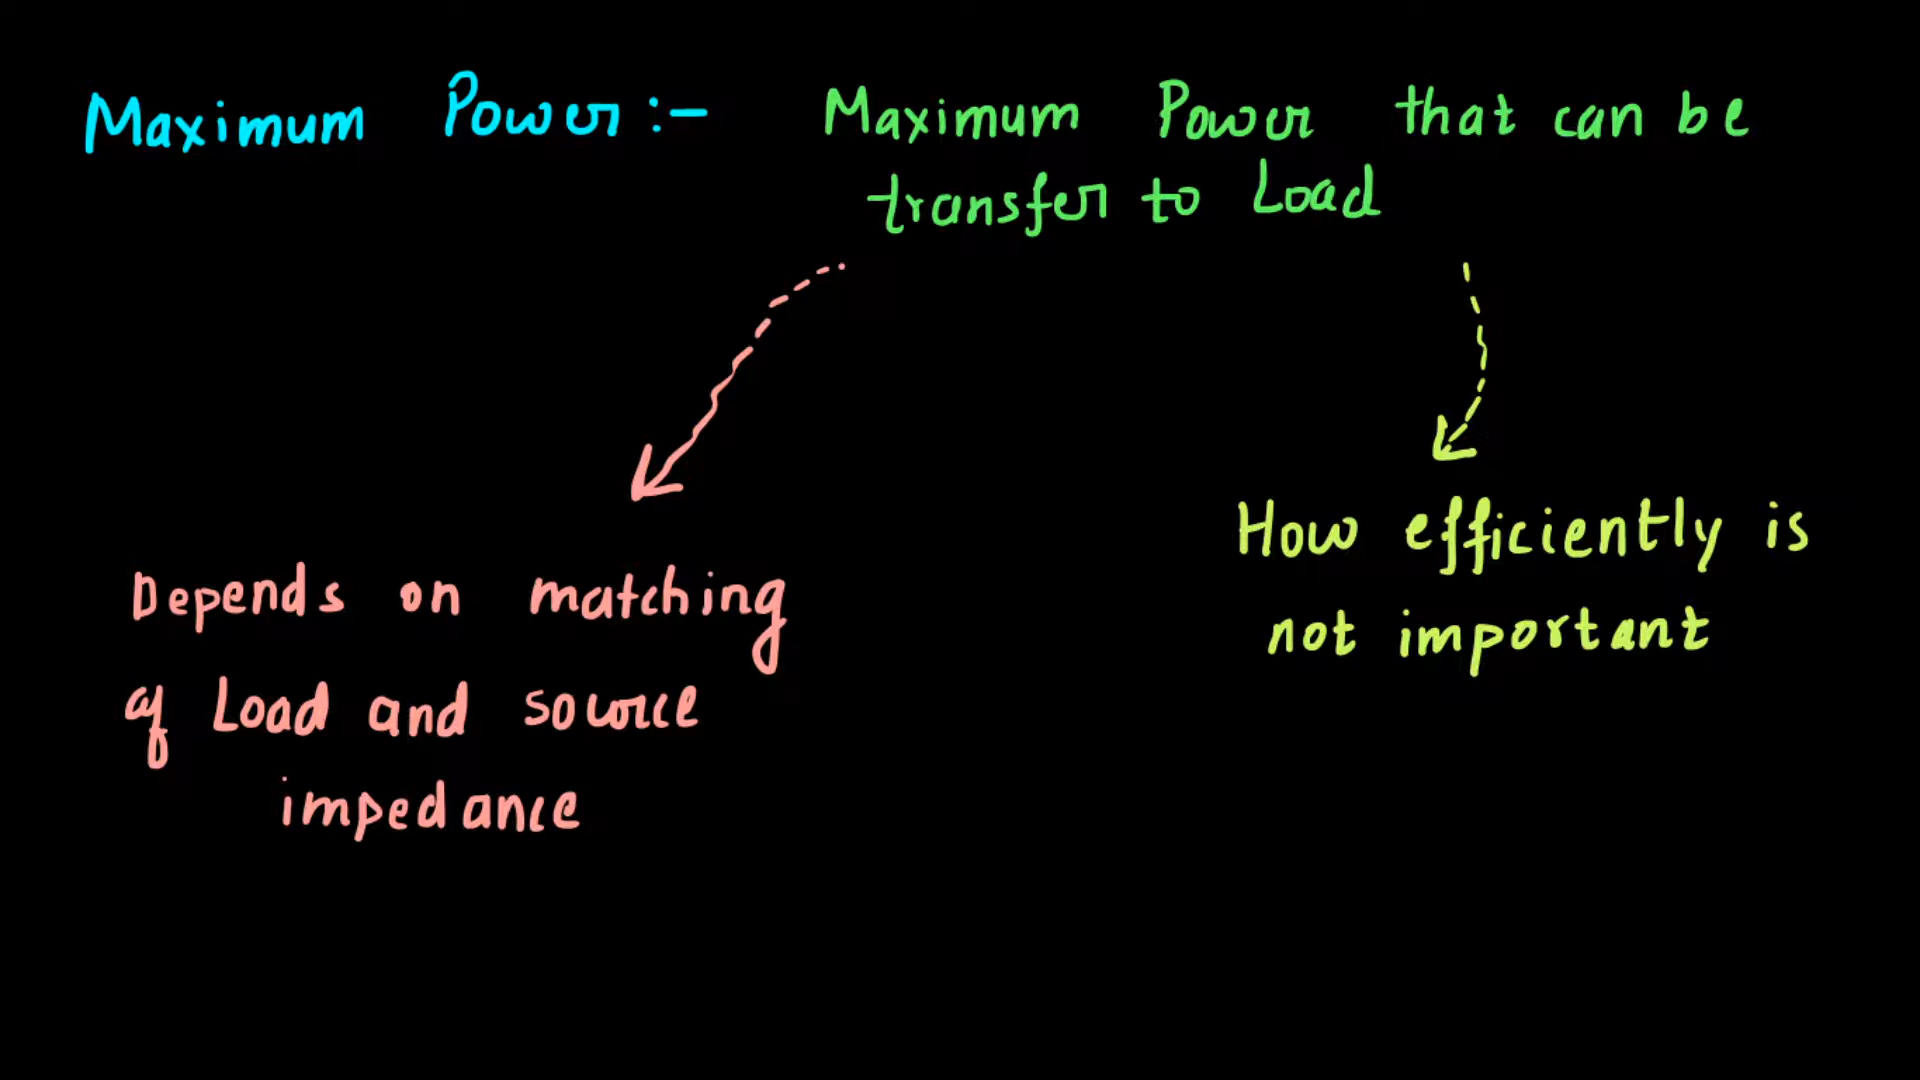 Maximum Power:- Maximum Power that can be
transfer to Load
How efficiently is
not important
Depends on matching
of Load and source
impedance